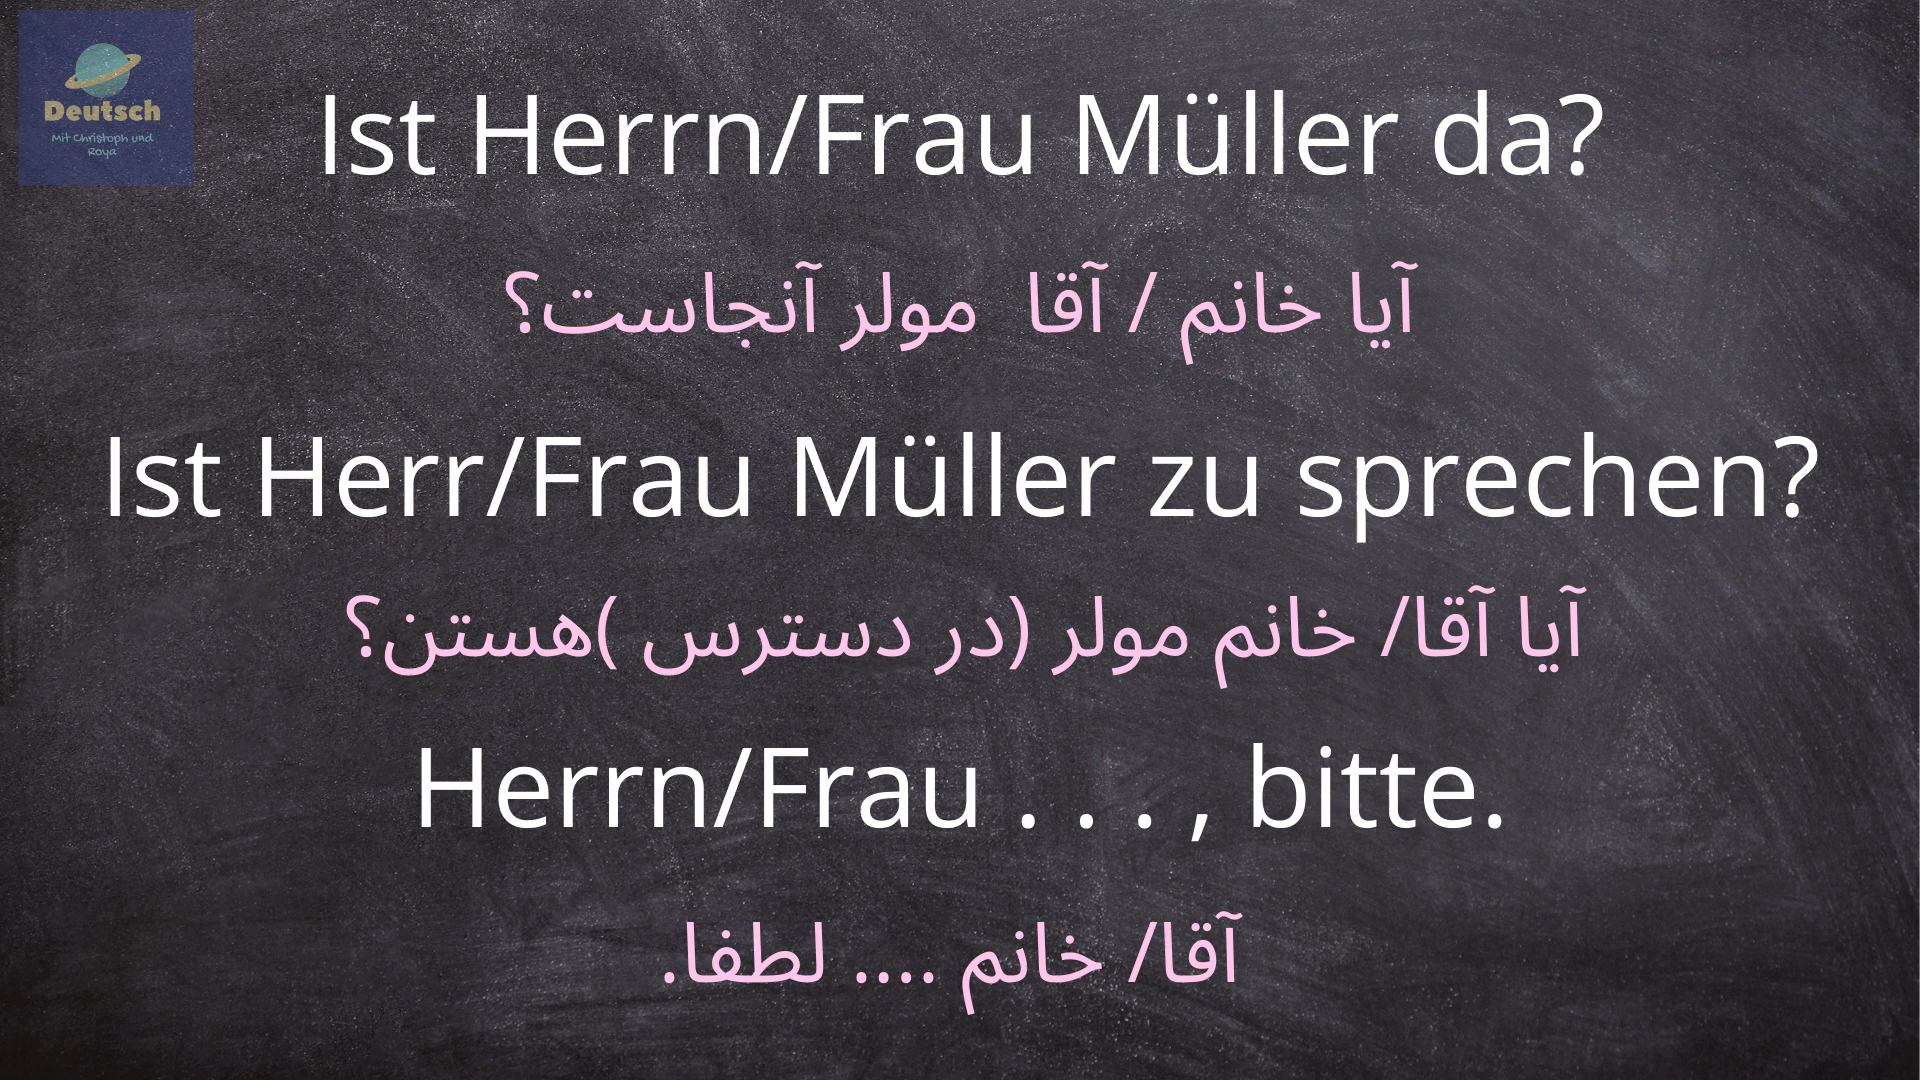 Deutsch
Mit Christoph und
Roya
Ist Herrn/Frau Müller da?
آیا خانم / آقا  مولر آنجاست؟
Ist Herr/Frau Müller zu sprechen?
آیا آقا/ خانم مولر (در دسترس )هستن؟
Herrn/Frau . . . , bitte.
آقا/ خانم .... لطفا.